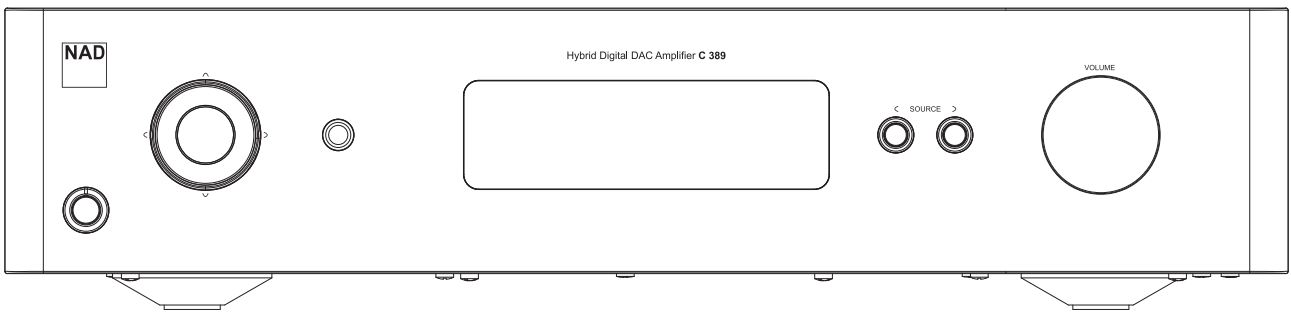 NAD
Hybrid Digital DAC Amplifier C 389
< SOURCE >
VOLUME